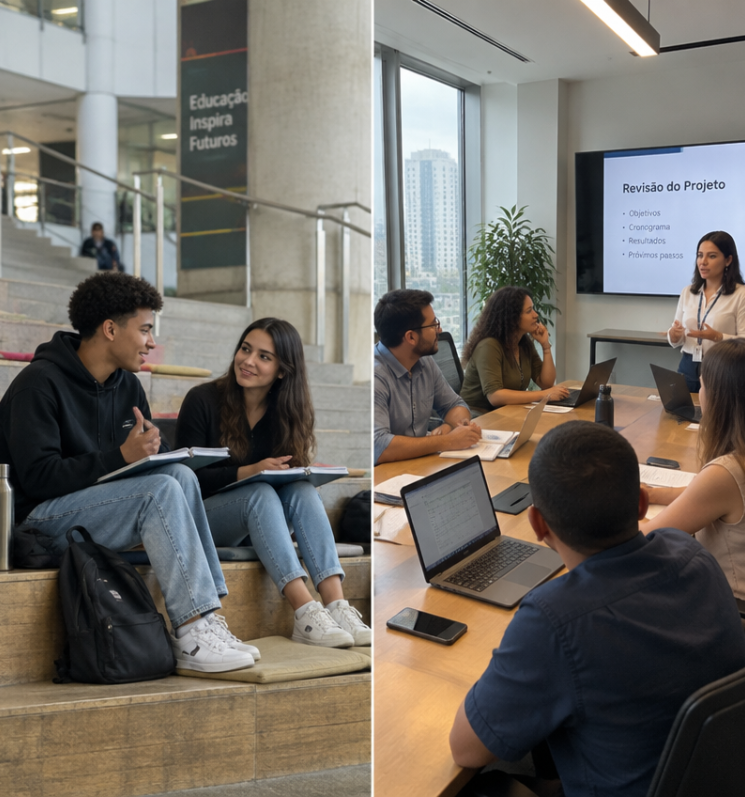 Educação
Inspira
Futuros
Revisão do Projeto
• Objetivos
• Cronograma
• Resultados
• Próximos passos